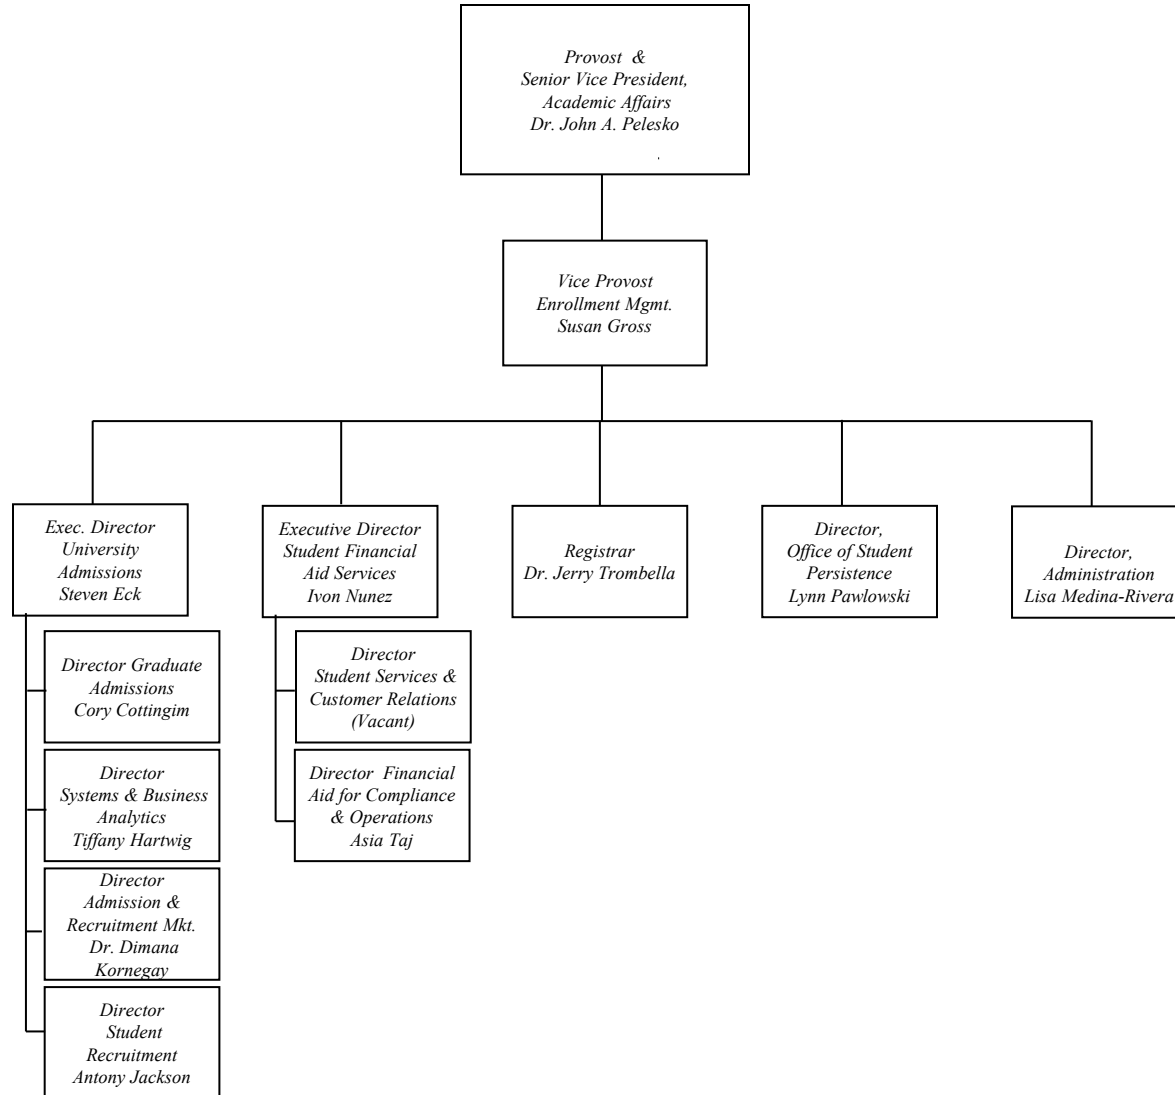 Provost &
Senior Vice President,
Academic Affairs
Dr. John A. Pelesko
Vice Provost
Enrollment Mgmt.
Susan Gross
Exec. Director
University
Admissions
Steven Eck
Executive Director
Student Financial
Aid Services
Ivon Nunez
Registrar
Dr. Jerry Trombella
Director,
Office of Student
Persistence
Lynn Pawlowski
Director,
Administration
Lisa Medina-Rivera
Director Graduate
Admissions
Cory Cottingim
Director
Systems & Business
Analytics
Tiffany Hartwig
Director
Admission &
Recruitment Mkt.
Dr. Dimana
Kornegay
Director
Student
Recruitment
Antony Jackson
Director
Student Services &
Customer Relations
(Vacant)
Director Financial
Aid for Compliance
& Operations
Asia Taj